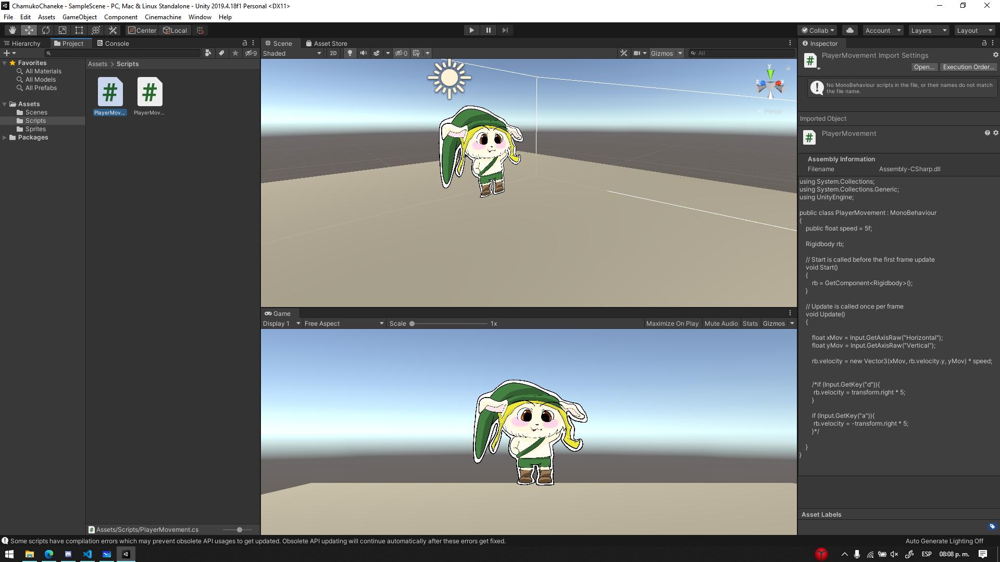 ChamukoChaneke - SampleScene - PC, Mac & Linux Standalone - Unity 2019.4.18f1 Personal <DX11>
File Edit Assets GameObject Component Cinemachine Window Help
Center Local Collab Account Layers Layout
Hierarchy Project Console
9
Favorites
All Materials
All Models
All Prefabs
Assets
Scenes
Scripts
Sprites
Packages
Assets > Scripts
PlayerMov... PlayerMov...
Assets/Scripts/PlayerMovement.cs
Scene Asset Store
Shaded 2D 0 Gizmos All
y
z x
< Persp
Game
Display 1 Free Aspect Scale 1x Maximize On Play Mute Audio Stats Gizmos
Inspector
PlayerMovement Import Settings
Open... Execution Order...
No MonoBehaviour scripts in the file, or their names do not match
the file name.
Imported Object
PlayerMovement
Assembly Information
Filename Assembly-CSharp.dll
using System.Collections;
using System.Collections.Generic;
using UnityEngine;
public class PlayerMovement : MonoBehaviour
{
public float speed = 5f;
Rigidbody rb;
// Start is called before the first frame update
void Start()
{
rb = GetComponent<Rigidbody>();
}
// Update is called once per frame
void Update()
{
float xMov = Input.GetAxisRaw("Horizontal");
float yMov = Input.GetAxisRaw("Vertical");
rb.velocity = new Vector3(xMov, rb.velocity.y, yMov) * speed;
/*if (Input.GetKey("d")){
rb.velocity = transform.right * 5;
}
if (Input.GetKey("a")){
rb.velocity = -transform.right * 5;
}*/
}
}
Asset Labels
Some scripts have compilation errors which may prevent obsolete API usages to get updated. Obsolete API updating will continue automatically after these errors get fixed.
Auto Generate Lighting Off
ESP 08:08 p. m.